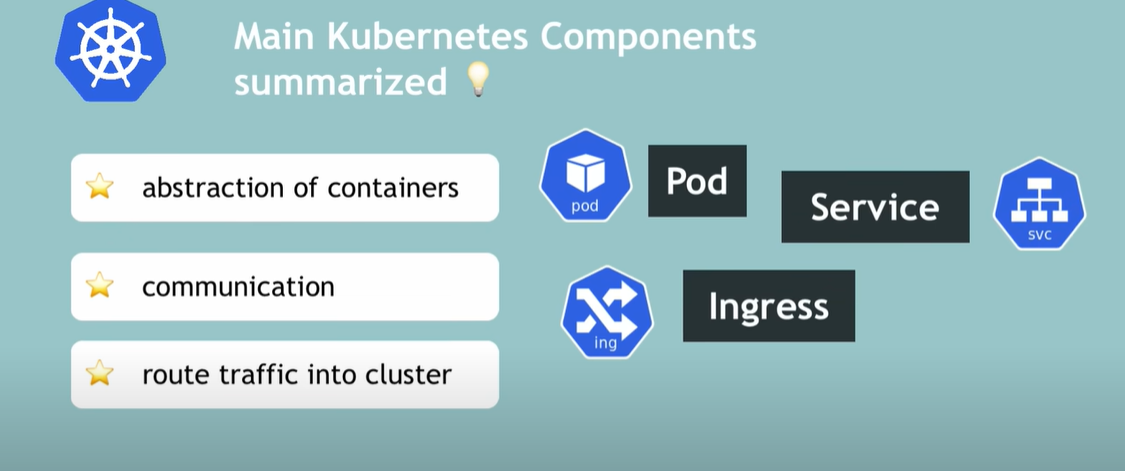 Main Kubernetes Components
summarized
abstraction of containers
communication
route traffic into cluster
pod
Pod
Service
svc
ing
Ingress